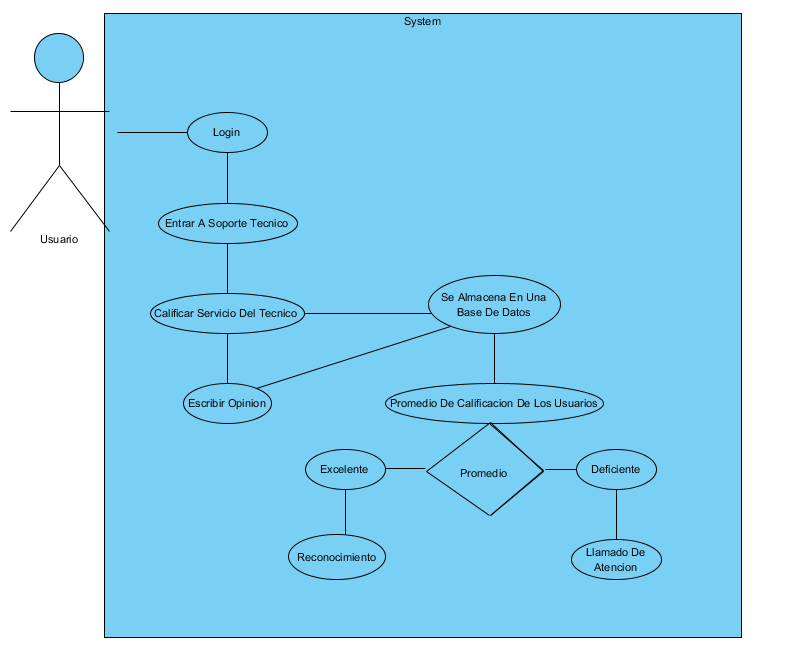 System
Login
Entrar A Soporte Tecnico
Usuario
Calificar Servicio Del Tecnico
Se Almacena En Una
Base De Datos
Escribir Opinion
Promedio De Calificacion De Los Usuarios
Excelente
Promedio
Deficiente
Reconocimiento
Llamado De
Atencion